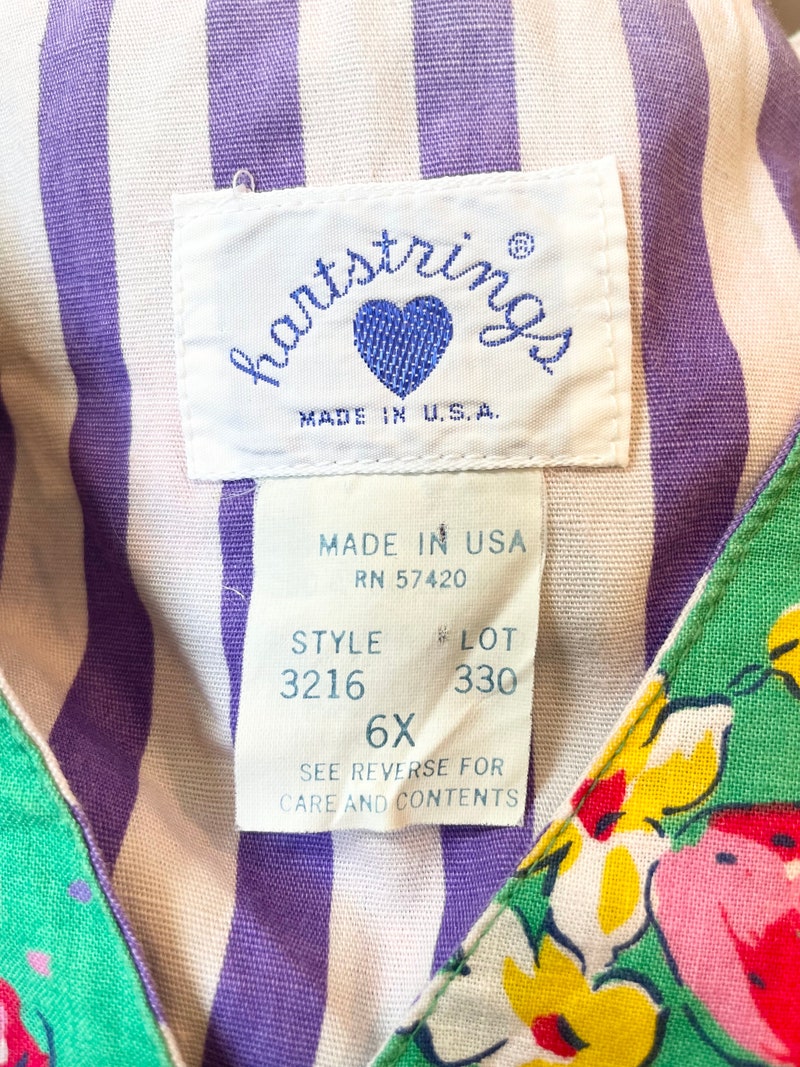 hartstrings®
MADE IN U.S.A.
MADE IN USA
RN 57420
STYLE LOT
3216 330
6X
SEE REVERSE FOR
CARE AND CONTENTS